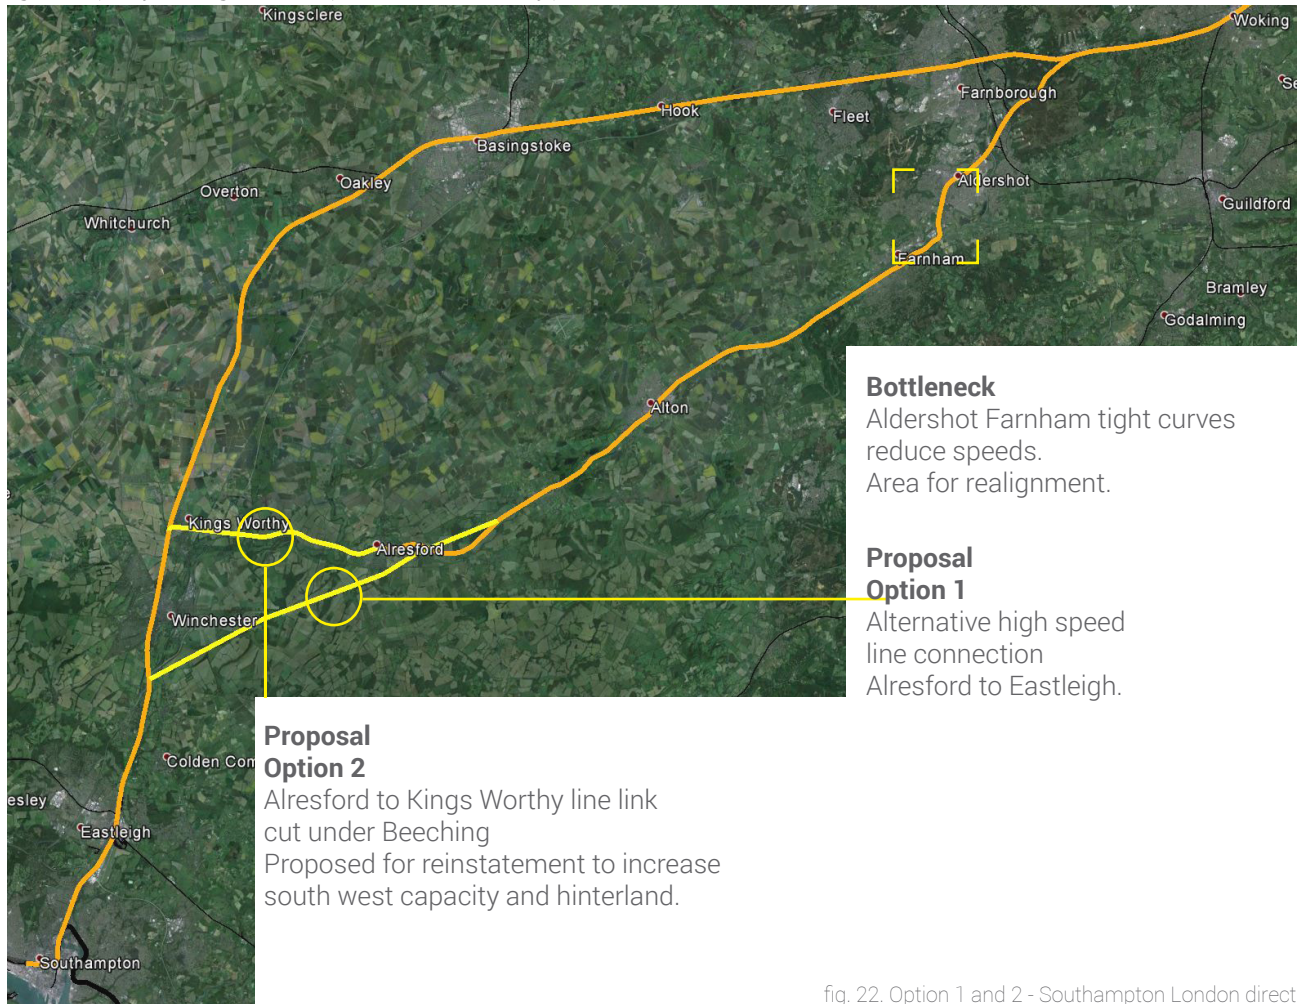 Kingsclere
Woking
Farnborough
Hook
Fleet
Basingstoke
Oakley
Overton
Aldershot
Guildford
Whitchurch
Farnham
Bramley
Godalming
Alton
Kings Worthy
Alresford
Winchester
Colden Com
esley
Eastleigh
Southampton
Bottleneck
Aldershot Farnham tight curves
reduce speeds.
Area for realignment.
Proposal
Option 1
Alternative high speed
line connection
Alresford to Eastleigh.
Proposal
Option 2
Alresford to Kings Worthy line link
cut under Beeching
Proposed for reinstatement to increase
south west capacity and hinterland.
fig. 22. Option 1 and 2 - Southampton London direct